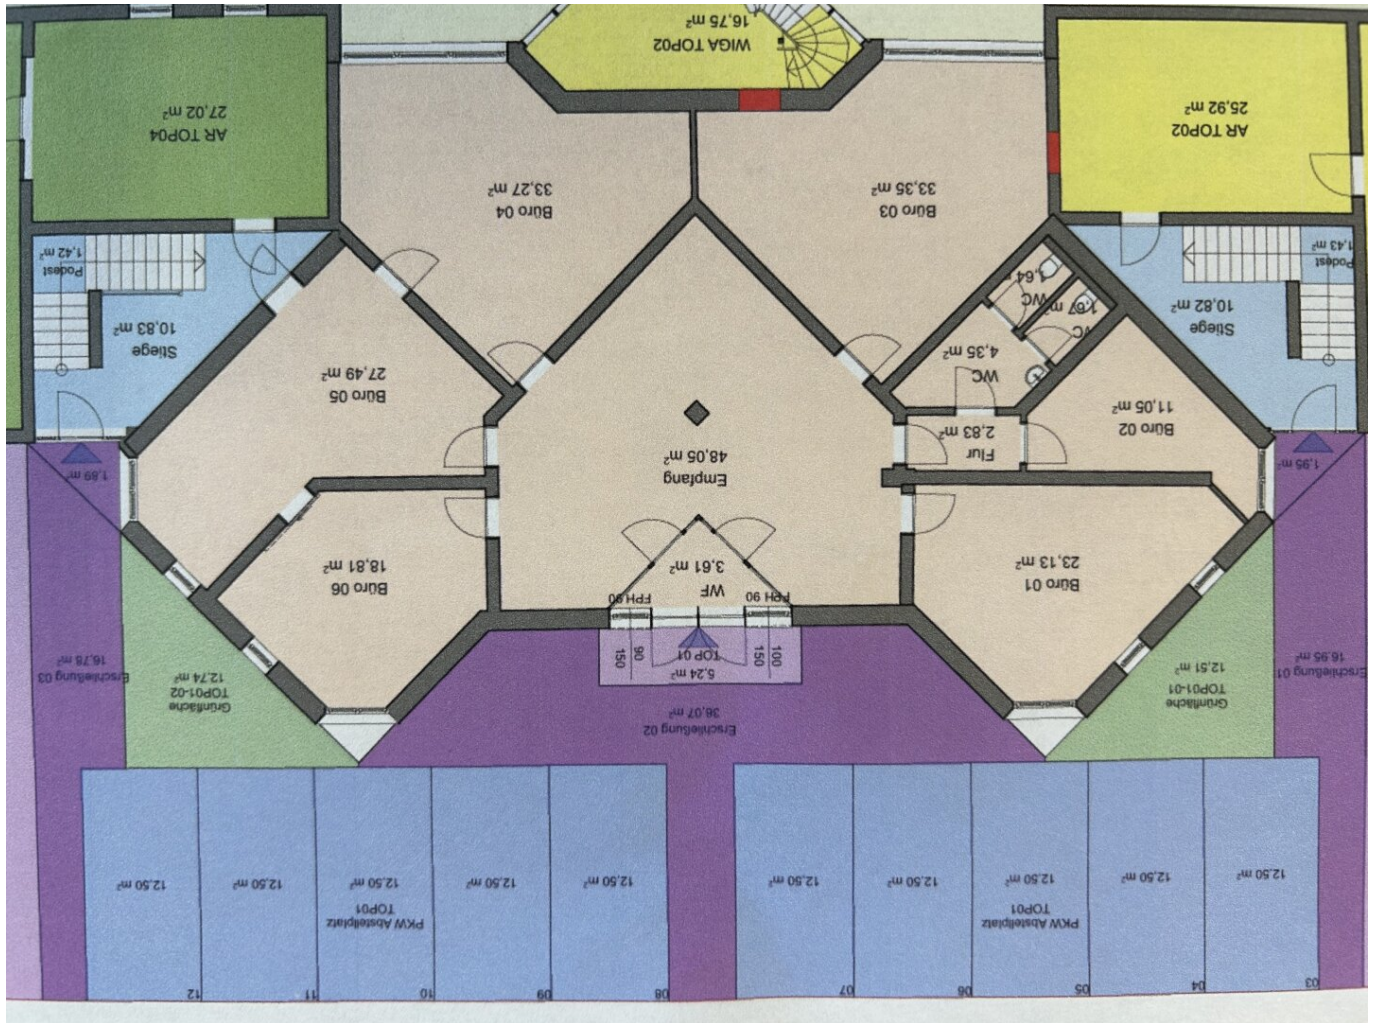 03
04
05
06
07
08
09
10
11
12
PKW Abstellplatz
TOP01
PKW Abstellplatz
TOP01
12,50 m²
12,50 m²
12,50 m²
12,50 m²
12,50 m²
12,50 m²
12,50 m²
12,50 m²
12,50 m²
12,50 m²
Erschließung 02
38,07 m²
Grünfläche
TOP01-01
12,51 m²
Grünfläche
TOP01-02
12,74 m²
Erschließung 01
16,95 m²
Erschließung 03
16,78 m²
5,24 m²
TOP 01
100
150
90
150
FPH 90
FPH 90
WF
3,61 m²
Büro 01
23,13 m²
Büro 06
18,81 m²
Empfang
48,05 m²
1,95 m²
1,89 m²
Flur
2,83 m²
Büro 02
11,05 m²
Büro 05
27,49 m²
WC
4,35 m²
WC
1,67 m²
WC
1,64
Stiege
10,82 m²
Stiege
10,83 m²
Podest
1,43 m²
Podest
1,42 m²
Büro 03
33,35 m²
Büro 04
33,27 m²
AR TOP02
25,92 m²
AR TOP04
27,02 m²
WIGA TOP02
16,75 m²